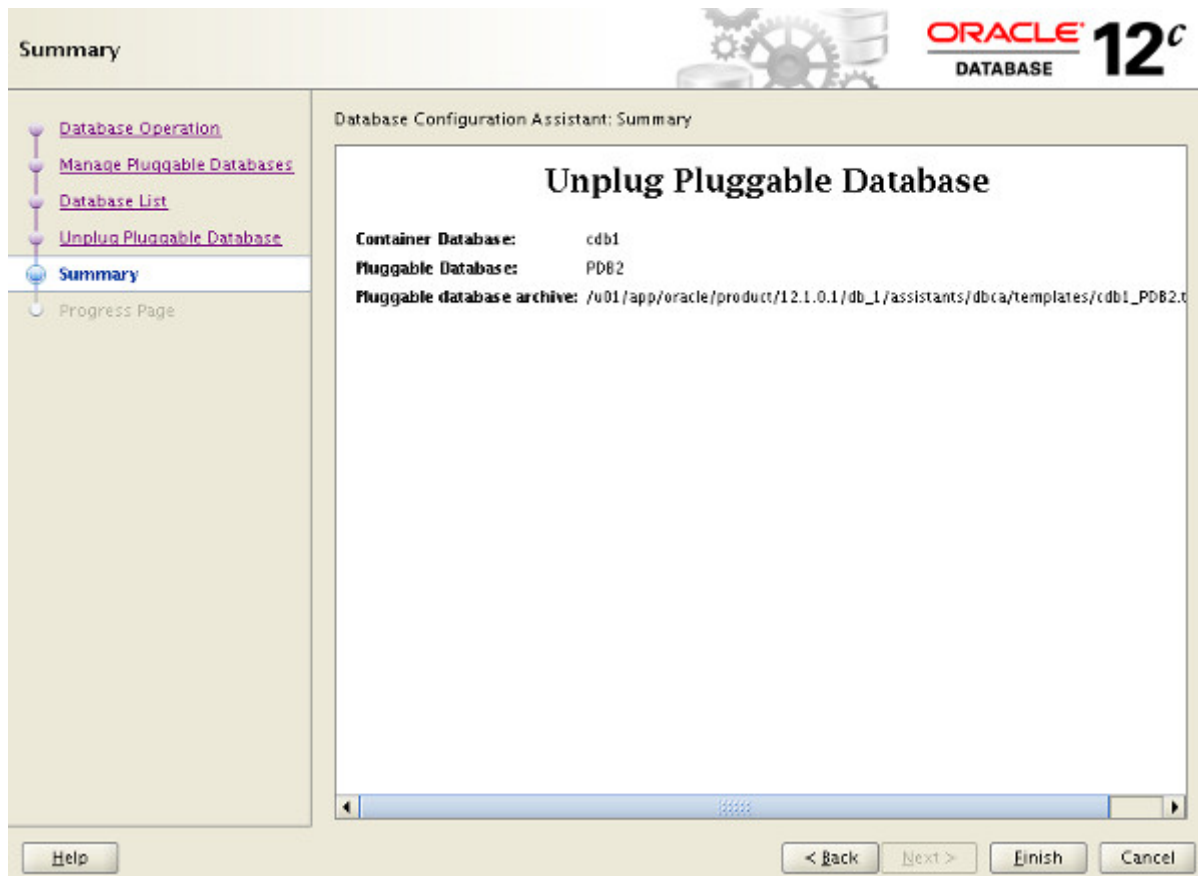 Summary
ORACLE 12c
DATABASE
Database Operation
Manage Pluggable Databases
Database List
Unplug Pluggable Database
Summary
Progress Page
Database Configuration Assistant: Summary
Unplug Pluggable Database
Container Database: cdb1
Pluggable Database: PDB2
Pluggable database archive: /u01/app/oracle/product/12.1.0.1/db_1/assistants/dbca/templates/cdb1_PDB2.t
Help
< Back
Next >
Finish
Cancel